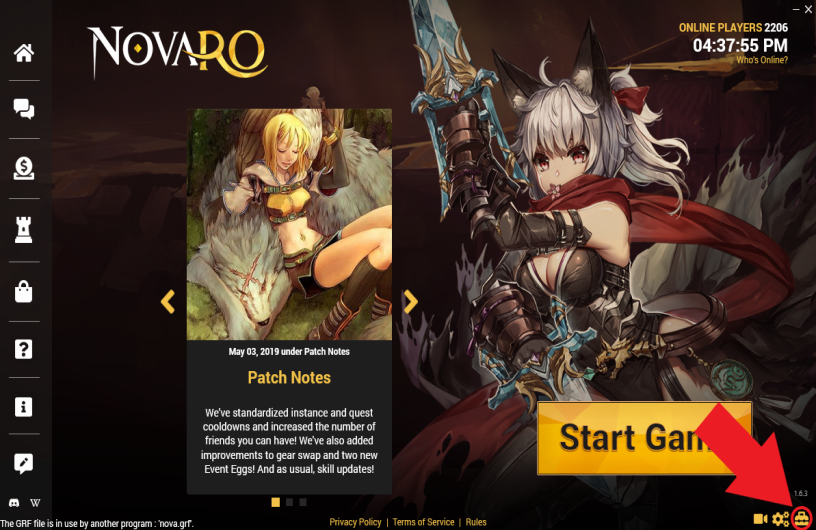 NOVARO
ONLINE PLAYERS 2206
04:37:55 PM
Who's Online?
May 03, 2019 under Patch Notes
Patch Notes
We've standardized instance and quest
cooldowns and increased the number of
friends you can have! We've also added
improvements to gear swap and two new
Event Eggs! And as usual, skill updates!
Start Gam
1.6.3
W
The GRF file is in use by another program : 'nova.grf'.
Privacy Policy | Terms of Service | Rules